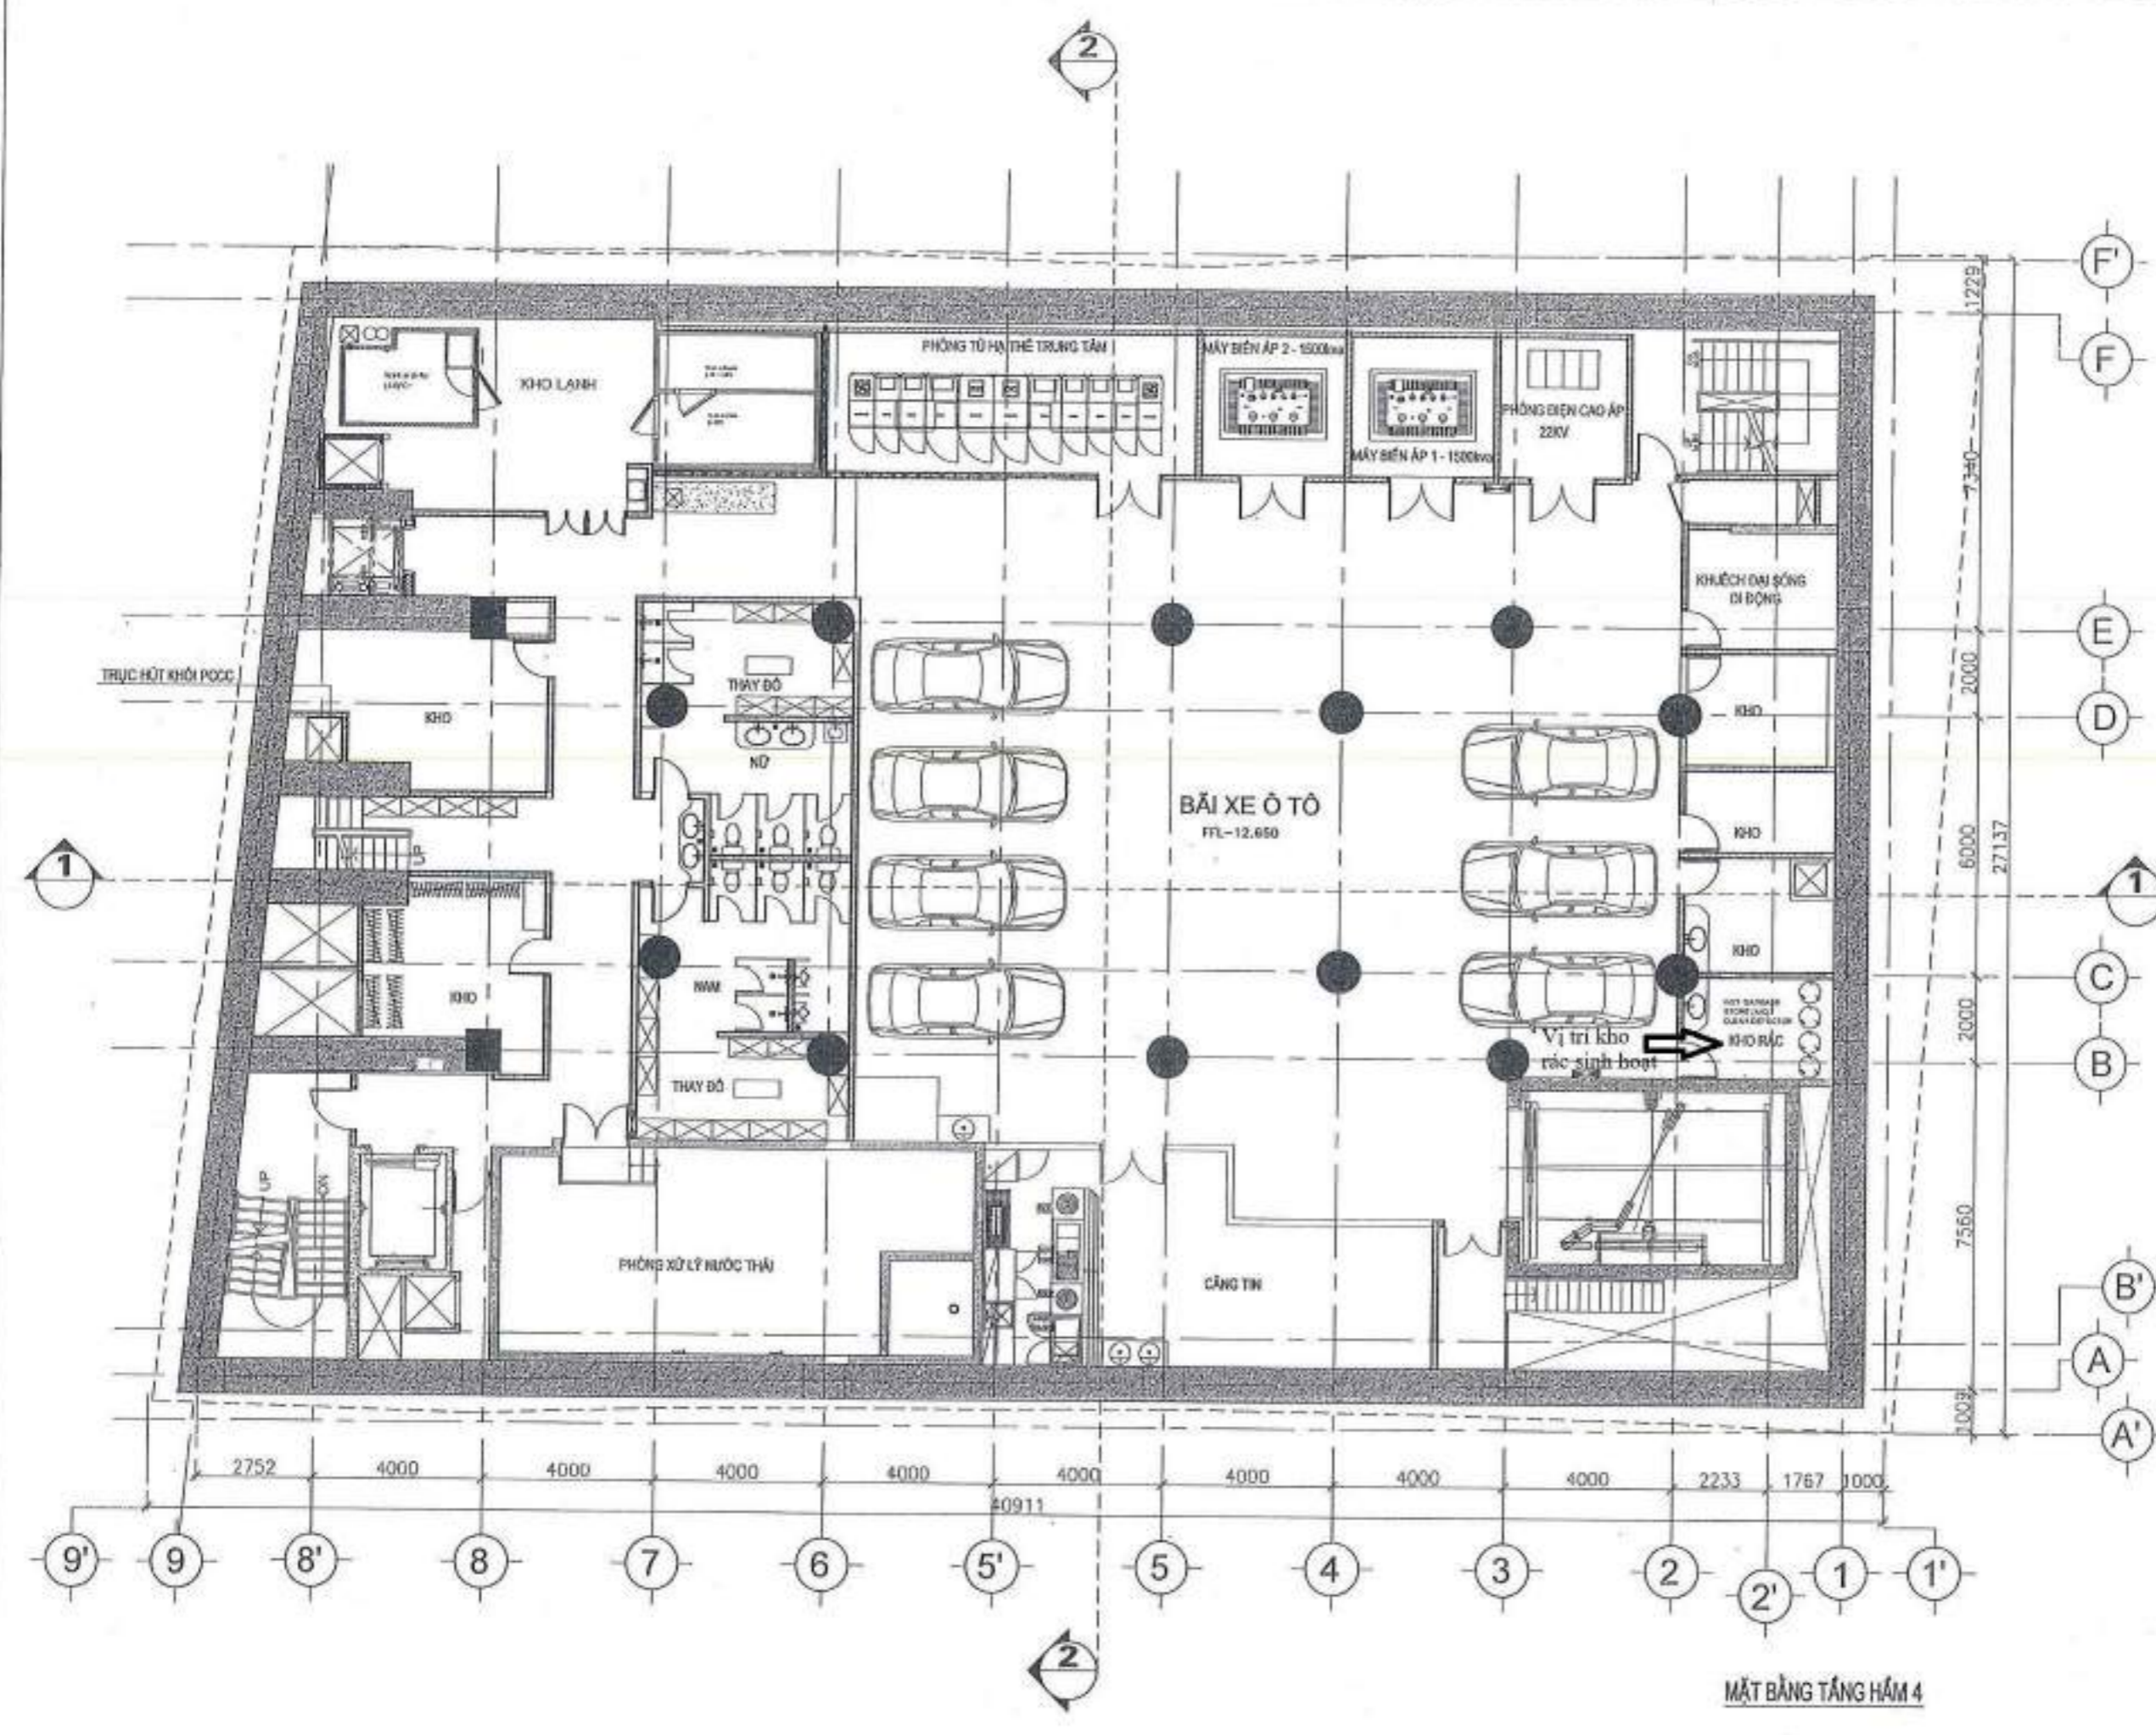 2
F'
1229
F
PHÒNG TỦ HẠ THẾ TRUNG TÂM
MÁY BIẾN ÁP 2 - 1500kva
KHO LẠNH
PHÒNG ĐIỆN CAO ÁP
22KV
MÁY BIẾN ÁP 1 - 1500kva
7340
KHUẾCH ĐẠI SÓNG
DI ĐỘNG
E
TRỤC HÚT KHÓI PCCC
THAY ĐỒ
2000
KHO
KHO
D
NỮ
BÃI XE Ô TÔ
FFL-12.650
KHO
6000
27137
UP
1
1
KHO
NAM
KHO
C
2000
Vị trí kho
rác sinh hoạt
KHO RÁC
B
THAY ĐỒ
UP
DN
7560
PHÒNG XỬ LÝ NƯỚC THẢI
CĂNG TIN
B'
A
1009
A'
2752
4000
4000
4000
4000
4000
4000
4000
4000
2233
1767
1000
40911
9'
9
8'
8
7
6
5'
5
4
3
2
2'
1
1'
2
MẶT BẰNG TẦNG HẦM 4